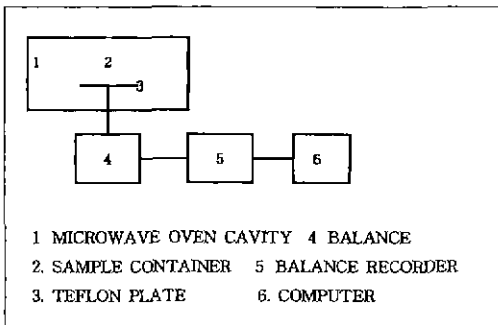 1 2
3
4 5 6
1 MICROWAVE OVEN CAVITY 4 BALANCE
2. SAMPLE CONTAINER 5 BALANCE RECORDER
3. TEFLON PLATE 6. COMPUTER